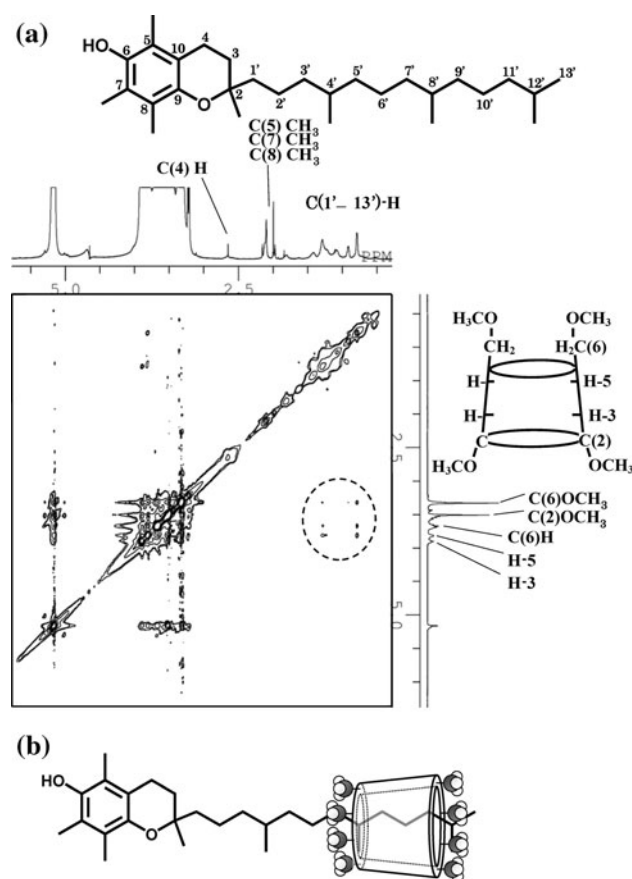 (a)
HO
6
5
10
4
3
7
8
9
O
2
1'
2'
3'
4'
5'
6'
7'
8'
9'
10'
11'
12'
13'
C(5) CH3
C(7) CH3
C(8) CH3
C(4) H
C(1'– 13')-H
PPM
5.0
2.5
2.5
5.0
H3CO
OCH3
CH2
H2C(6)
H-
H-5
H-
H-3
C
C(2)
H3CO
OCH3
C(6)OCH3
C(2)OCH3
C(6)H
H-5
H-3
(b)
HO
O